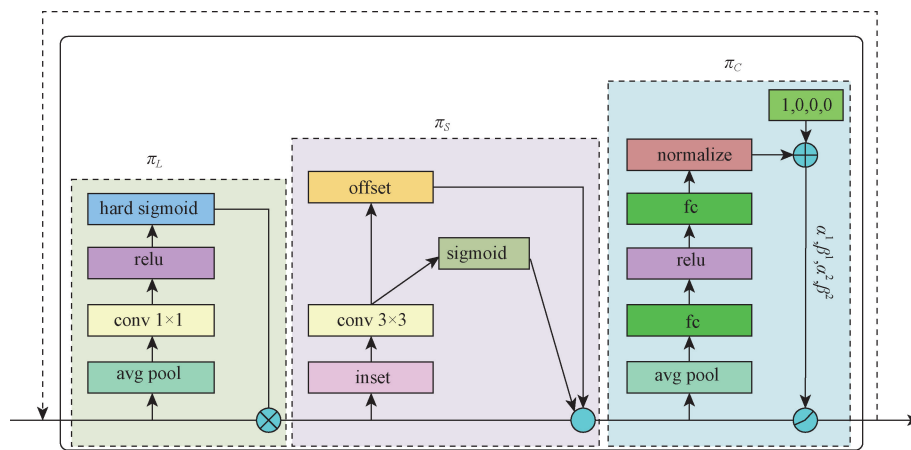 π_L
hard sigmoid
relu
conv 1×1
avg pool
π_S
offset
sigmoid
conv 3×3
inset
π_C
1,0,0,0
normalize
fc
relu
fc
avg pool
α¹,β¹,α²,β²